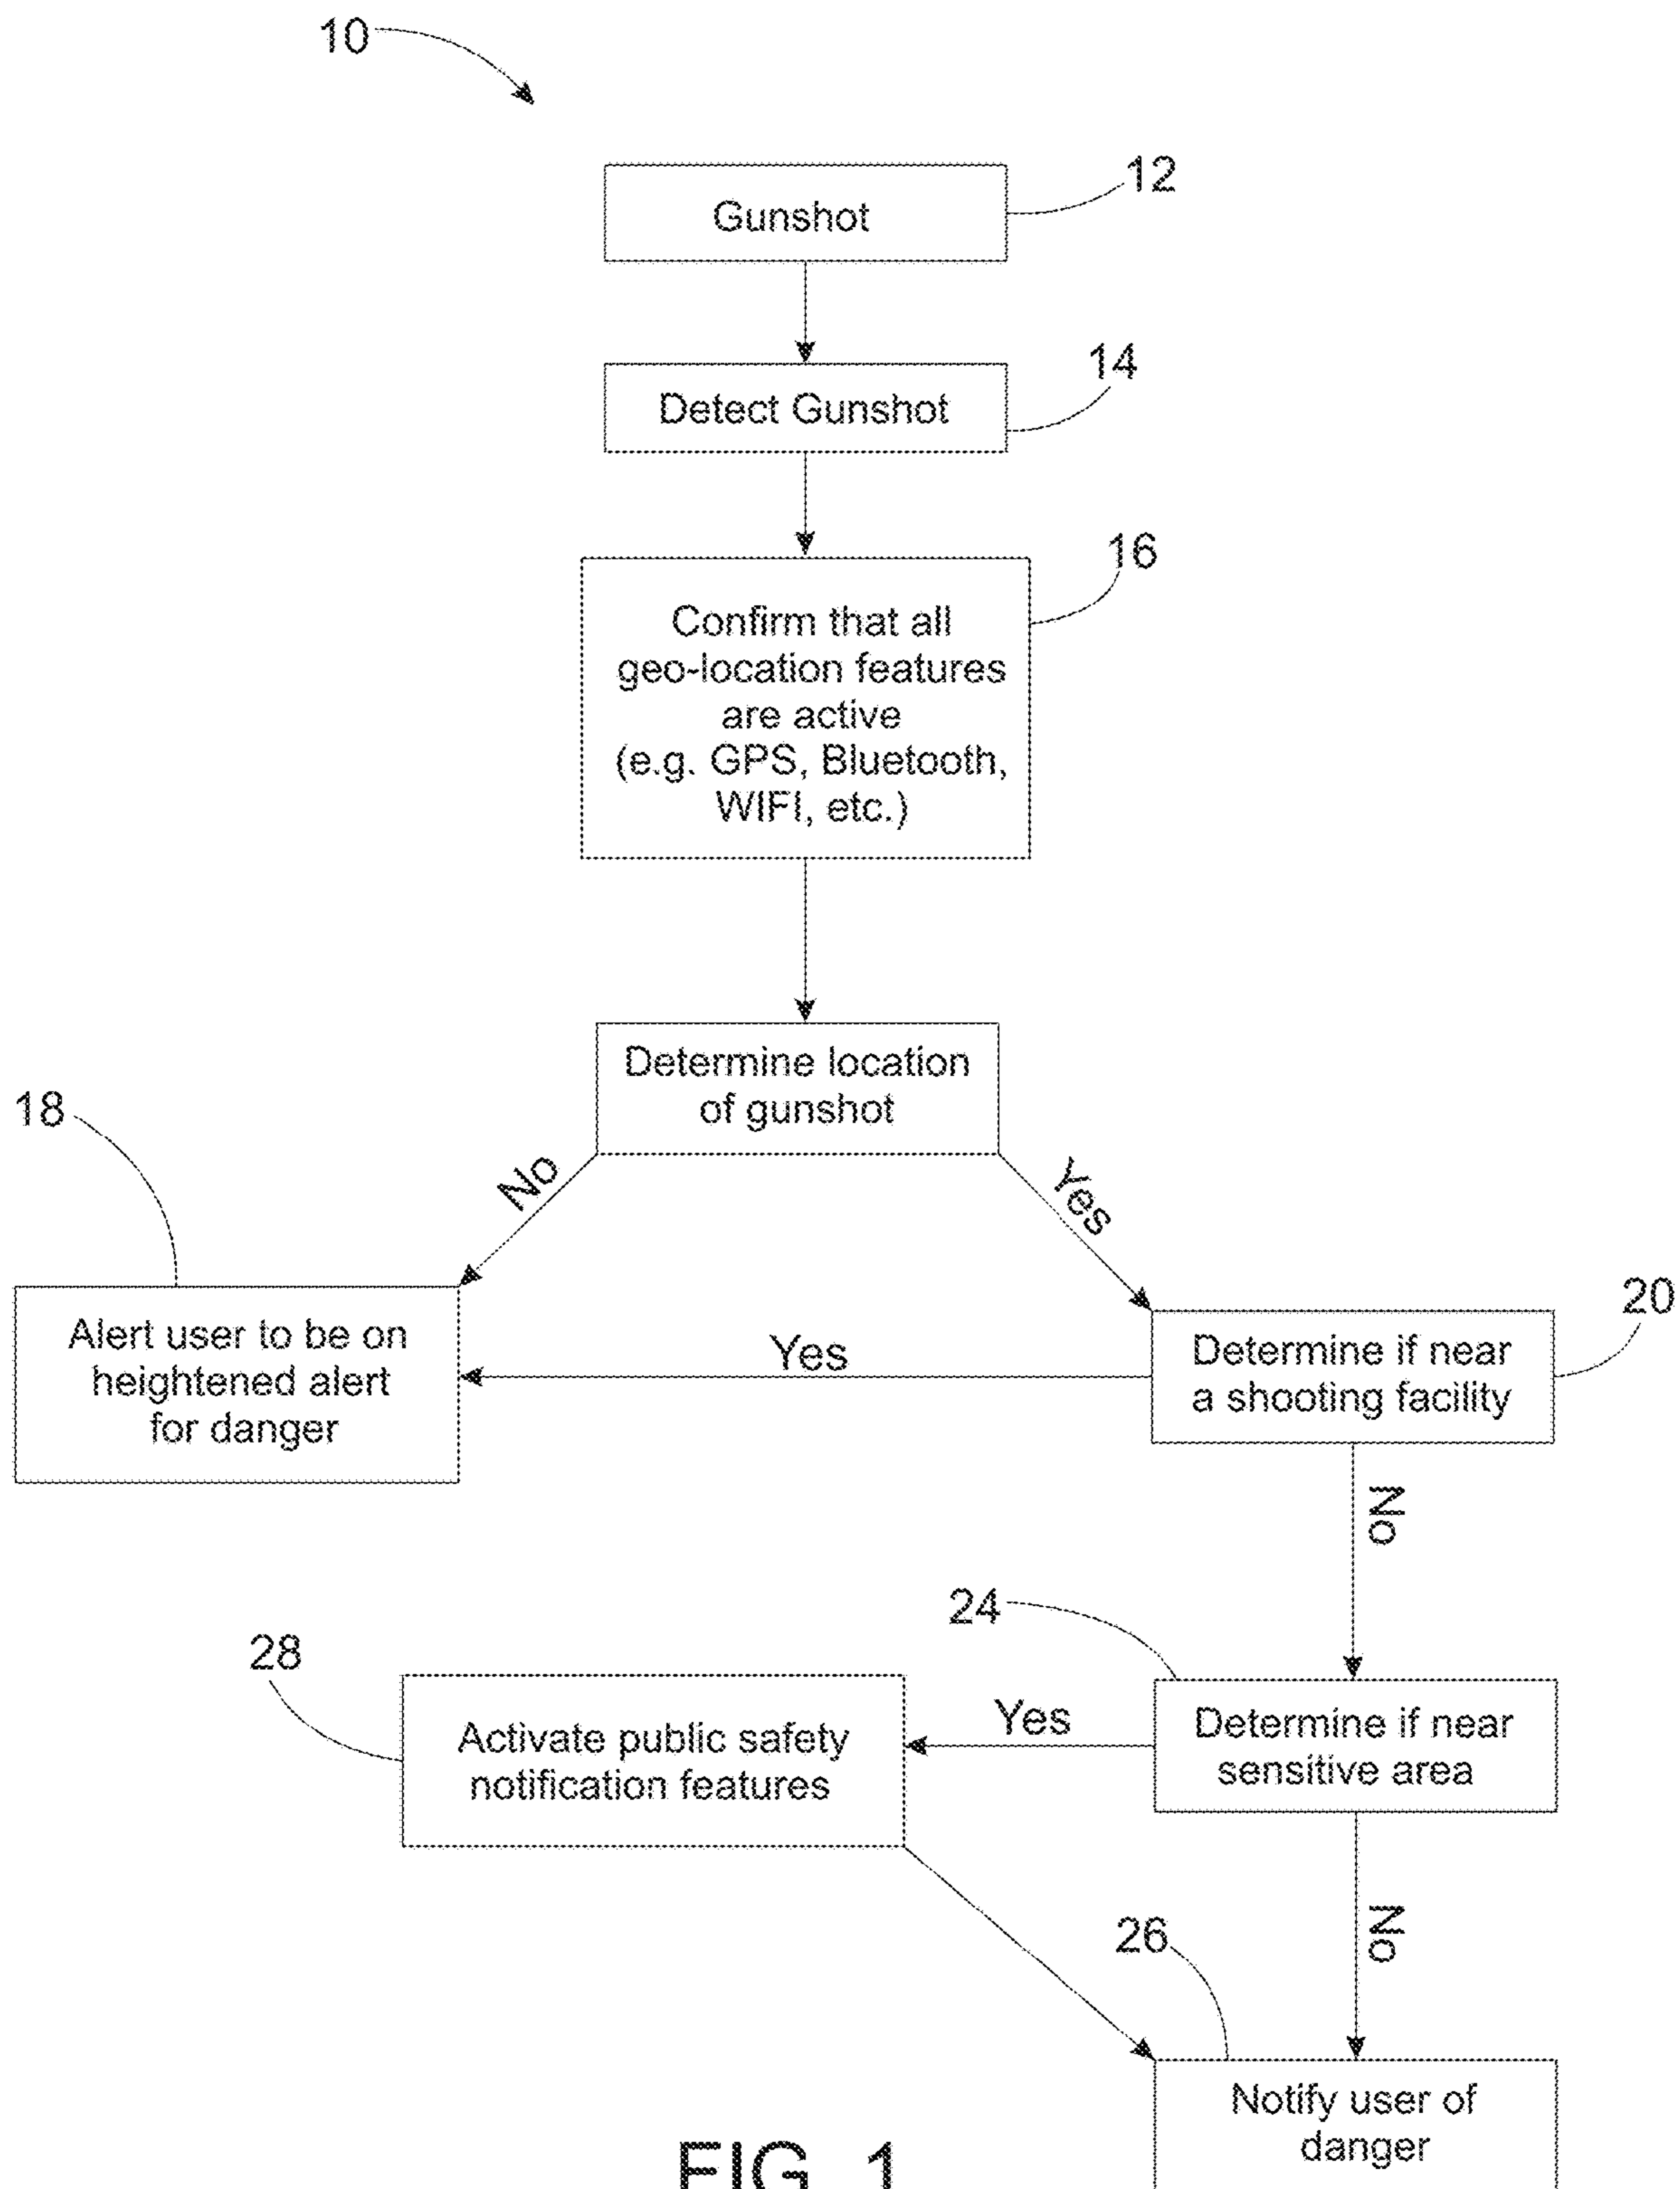 10
12
Gunshot
14
Detect Gunshot
16
Confirm that all
geo-location features
are active
(e.g. GPS, Bluetooth,
WIFI, etc.)
Determine location
of gunshot
18
No
Yes
20
Alert user to be on
heightened alert
for danger
Yes
Determine if near
a shooting facility
No
24
28
Activate public safety
notification features
Yes
Determine if near
sensitive area
No
26
Notify user of
danger
FIG. 1